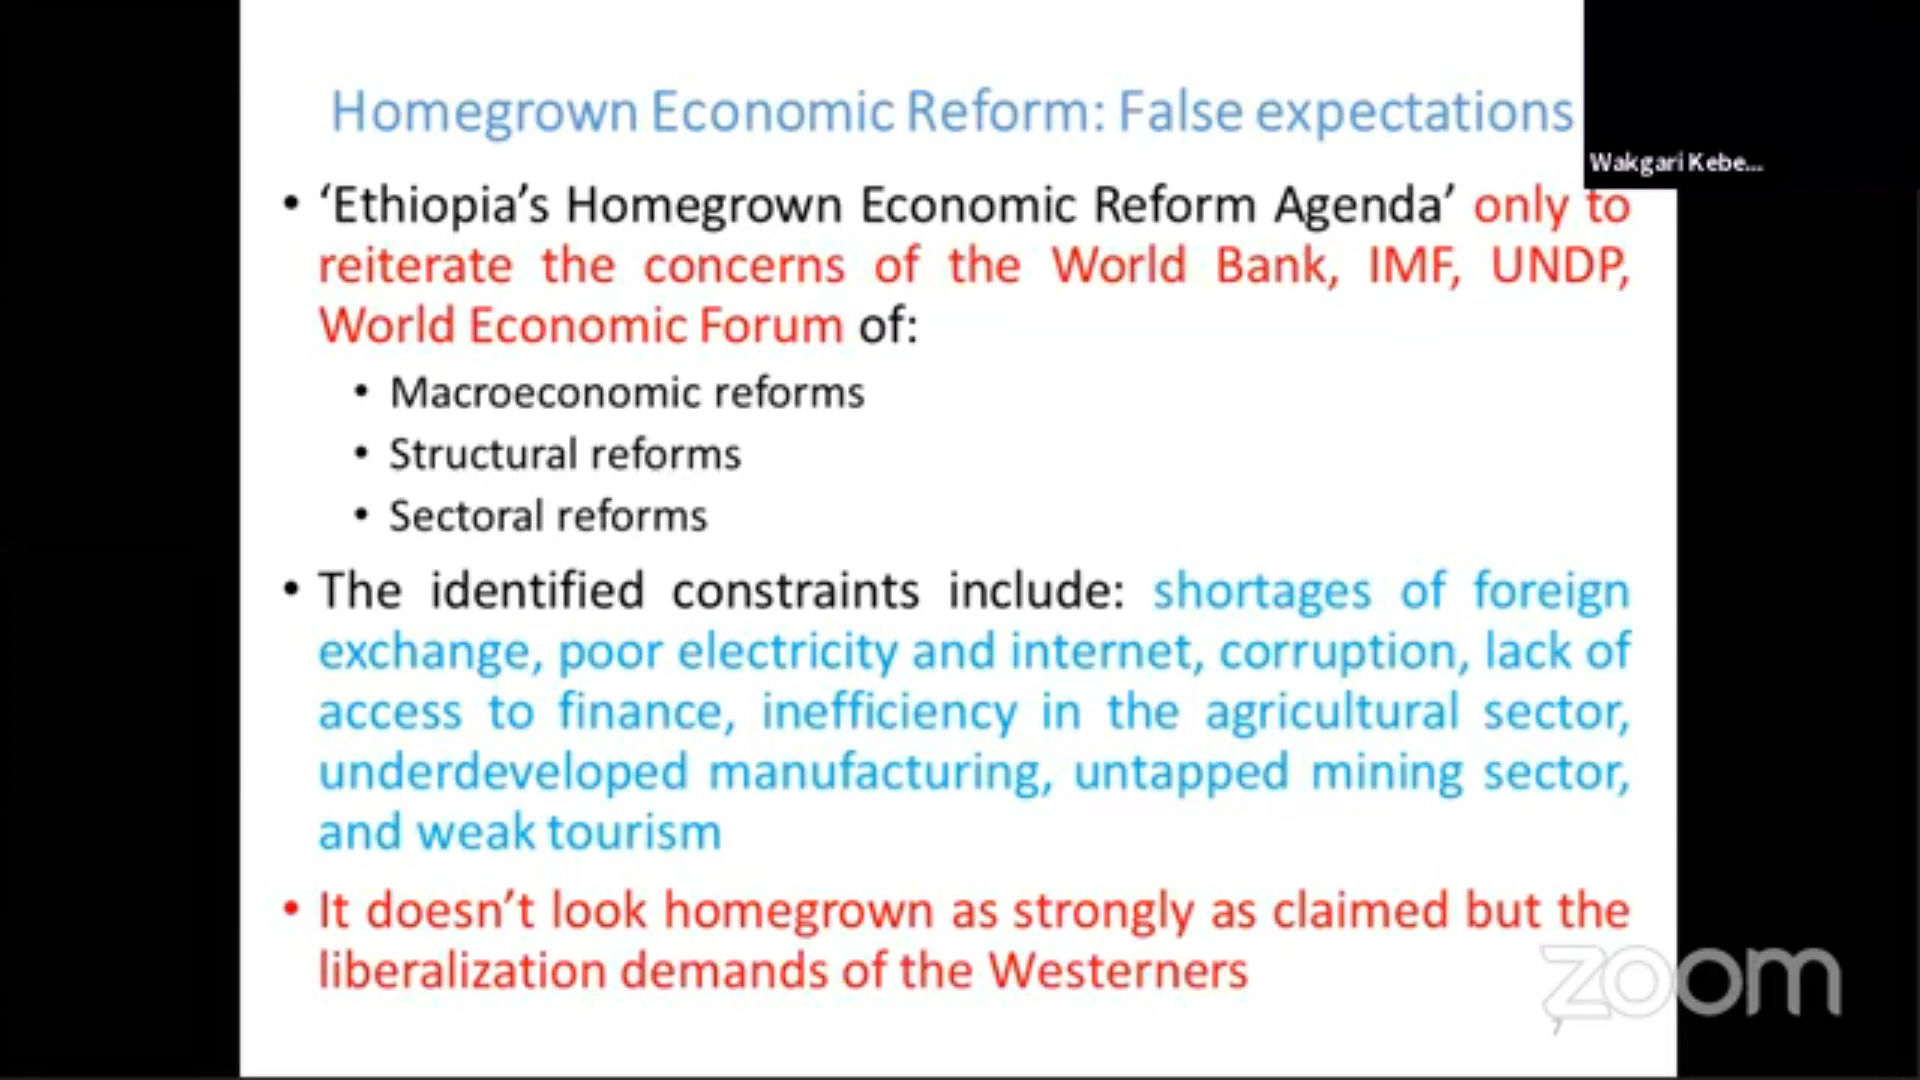 Homegrown Economic Reform: False expectations
Wakgari Kebe...
• ‘Ethiopia’s Homegrown Economic Reform Agenda’ only to
reiterate the concerns of the World Bank, IMF, UNDP,
World Economic Forum of:
• Macroeconomic reforms
• Structural reforms
• Sectoral reforms
• The identified constraints include: shortages of foreign
exchange, poor electricity and internet, corruption, lack of
access to finance, inefficiency in the agricultural sector,
underdeveloped manufacturing, untapped mining sector,
and weak tourism
• It doesn’t look homegrown as strongly as claimed but the
liberalization demands of the Westerners
zoom